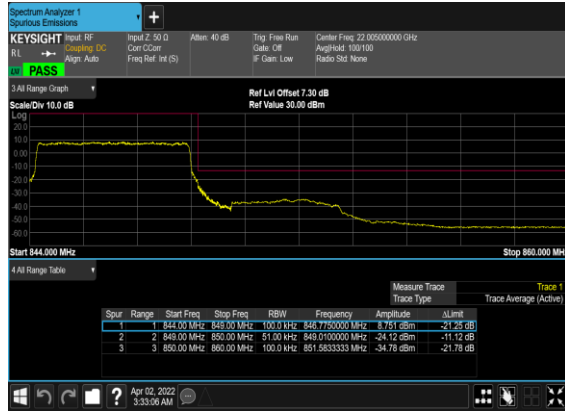 Spectrum Analyzer 1
Spurious Emissions
+
KEYSIGHT Input: RF Input Z: 50 Ω Atten: 40 dB Trig: Free Run Center Freq: 22.005000000 GHz
RL Coupling: DC Corr CCorr Gate: Off Avg|Hold: 100/100
Align: Auto Freq Ref: Int (S) IF Gain: Low Radio Std: None
PASS
3 All Range Graph Ref Lvl Offset 7.30 dB
Scale/Div 10.0 dB Ref Value 30.00 dBm
Log
20.0
10.0
0.00
-10.0
-20.0
-30.0
-40.0
-50.0
-60.0
Start 844.000 MHz Stop 860.000 MH
4 All Range Table
Measure Trace Trace 1
Trace Type Trace Average (Active)
Spur Range Start Freq Stop Freq RBW Frequency Amplitude ΔLimit
1 1 844.00 MHz 849.00 MHz 100.0 kHz 846.7750000 MHz 8.751 dBm -21.25 dB
2 2 849.00 MHz 850.00 MHz 51.00 kHz 849.0100000 MHz -24.12 dBm -11.12 dB
3 3 850.00 MHz 860.00 MHz 100.0 kHz 851.5833333 MHz -34.78 dBm -21.78 dB
? Apr 02, 2022
3:33:06 AM